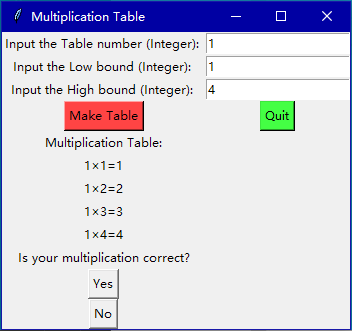 Multiplication Table
Input the Table number (Integer): 1
Input the Low bound (Integer): 1
Input the High bound (Integer): 4
Make Table Quit
Multiplication Table:
1×1=1
1×2=2
1×3=3
1×4=4
Is your multiplication correct?
Yes
No